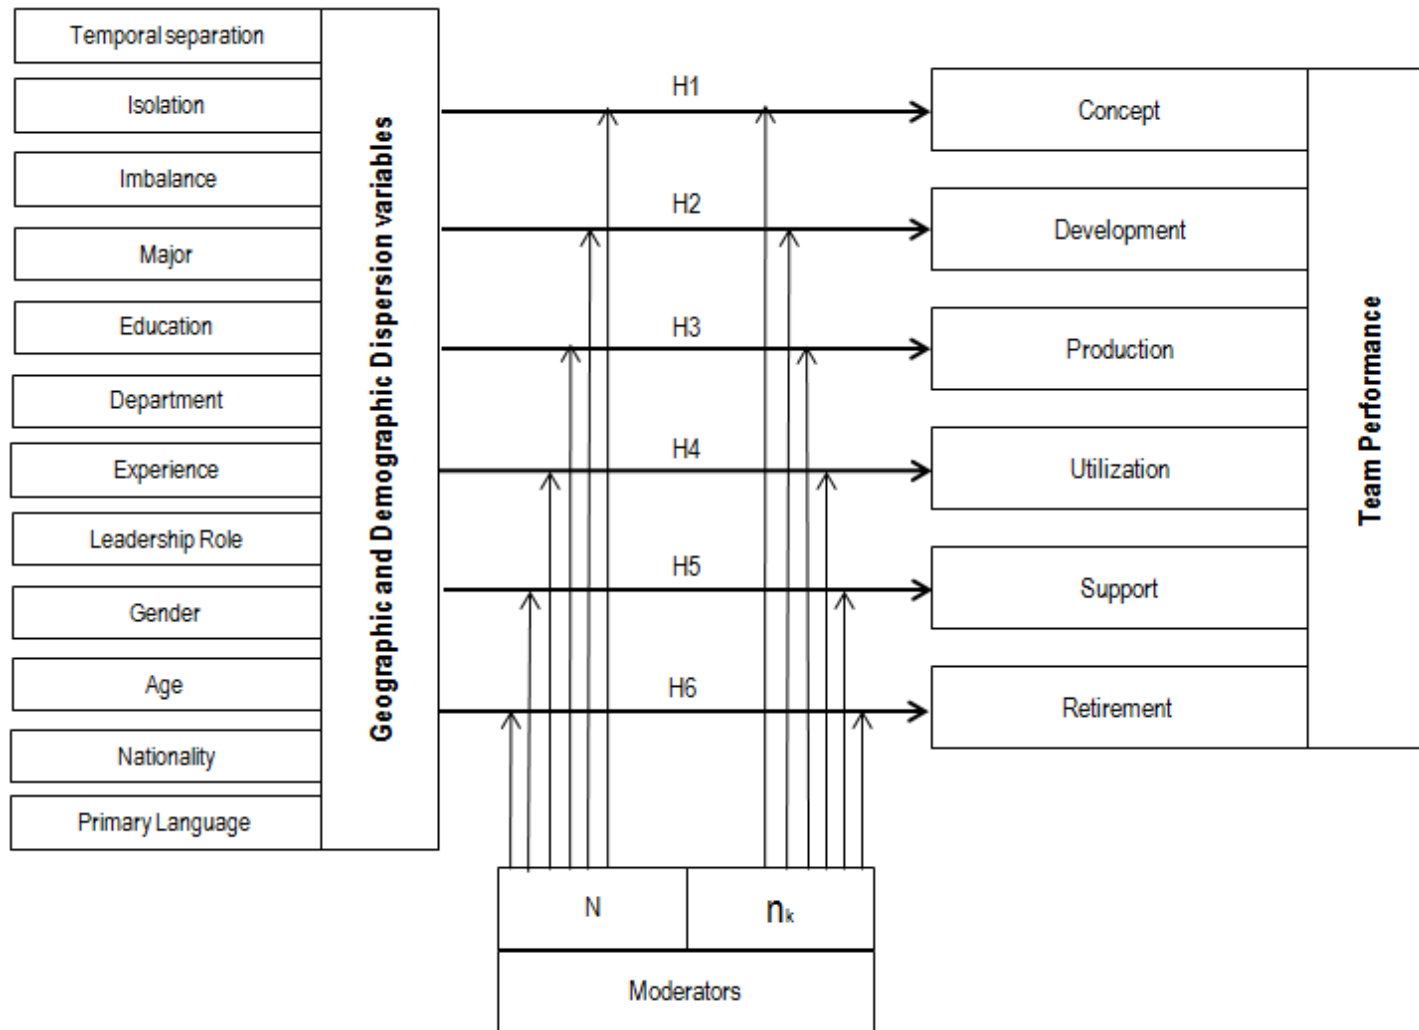 Temporal separation
Isolation
Imbalance
Major
Education
Department
Experience
Leadership Role
Gender
Age
Nationality
Primary Language
Geographic and Demographic Dispersion variables
H1
H2
H3
H4
H5
H6
Concept
Development
Production
Utilization
Support
Retirement
Team Performance
N
nk
Moderators